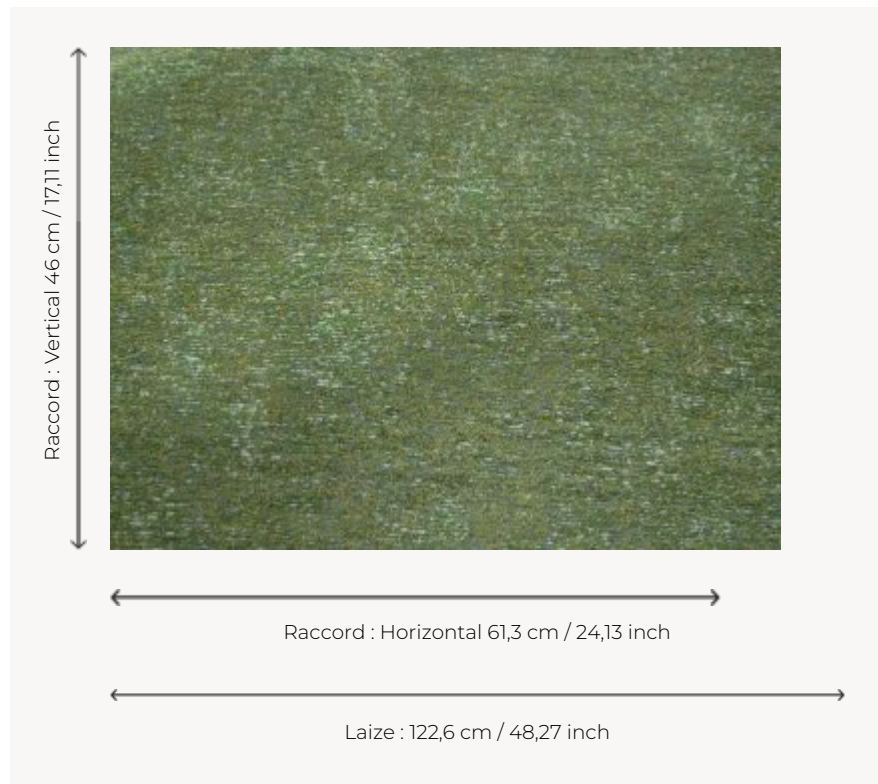 Raccord : Vertical 46 cm / 17,11 inch
Raccord : Horizontal 61,3 cm / 24,13 inch
Laize : 122,6 cm / 48,27 inch